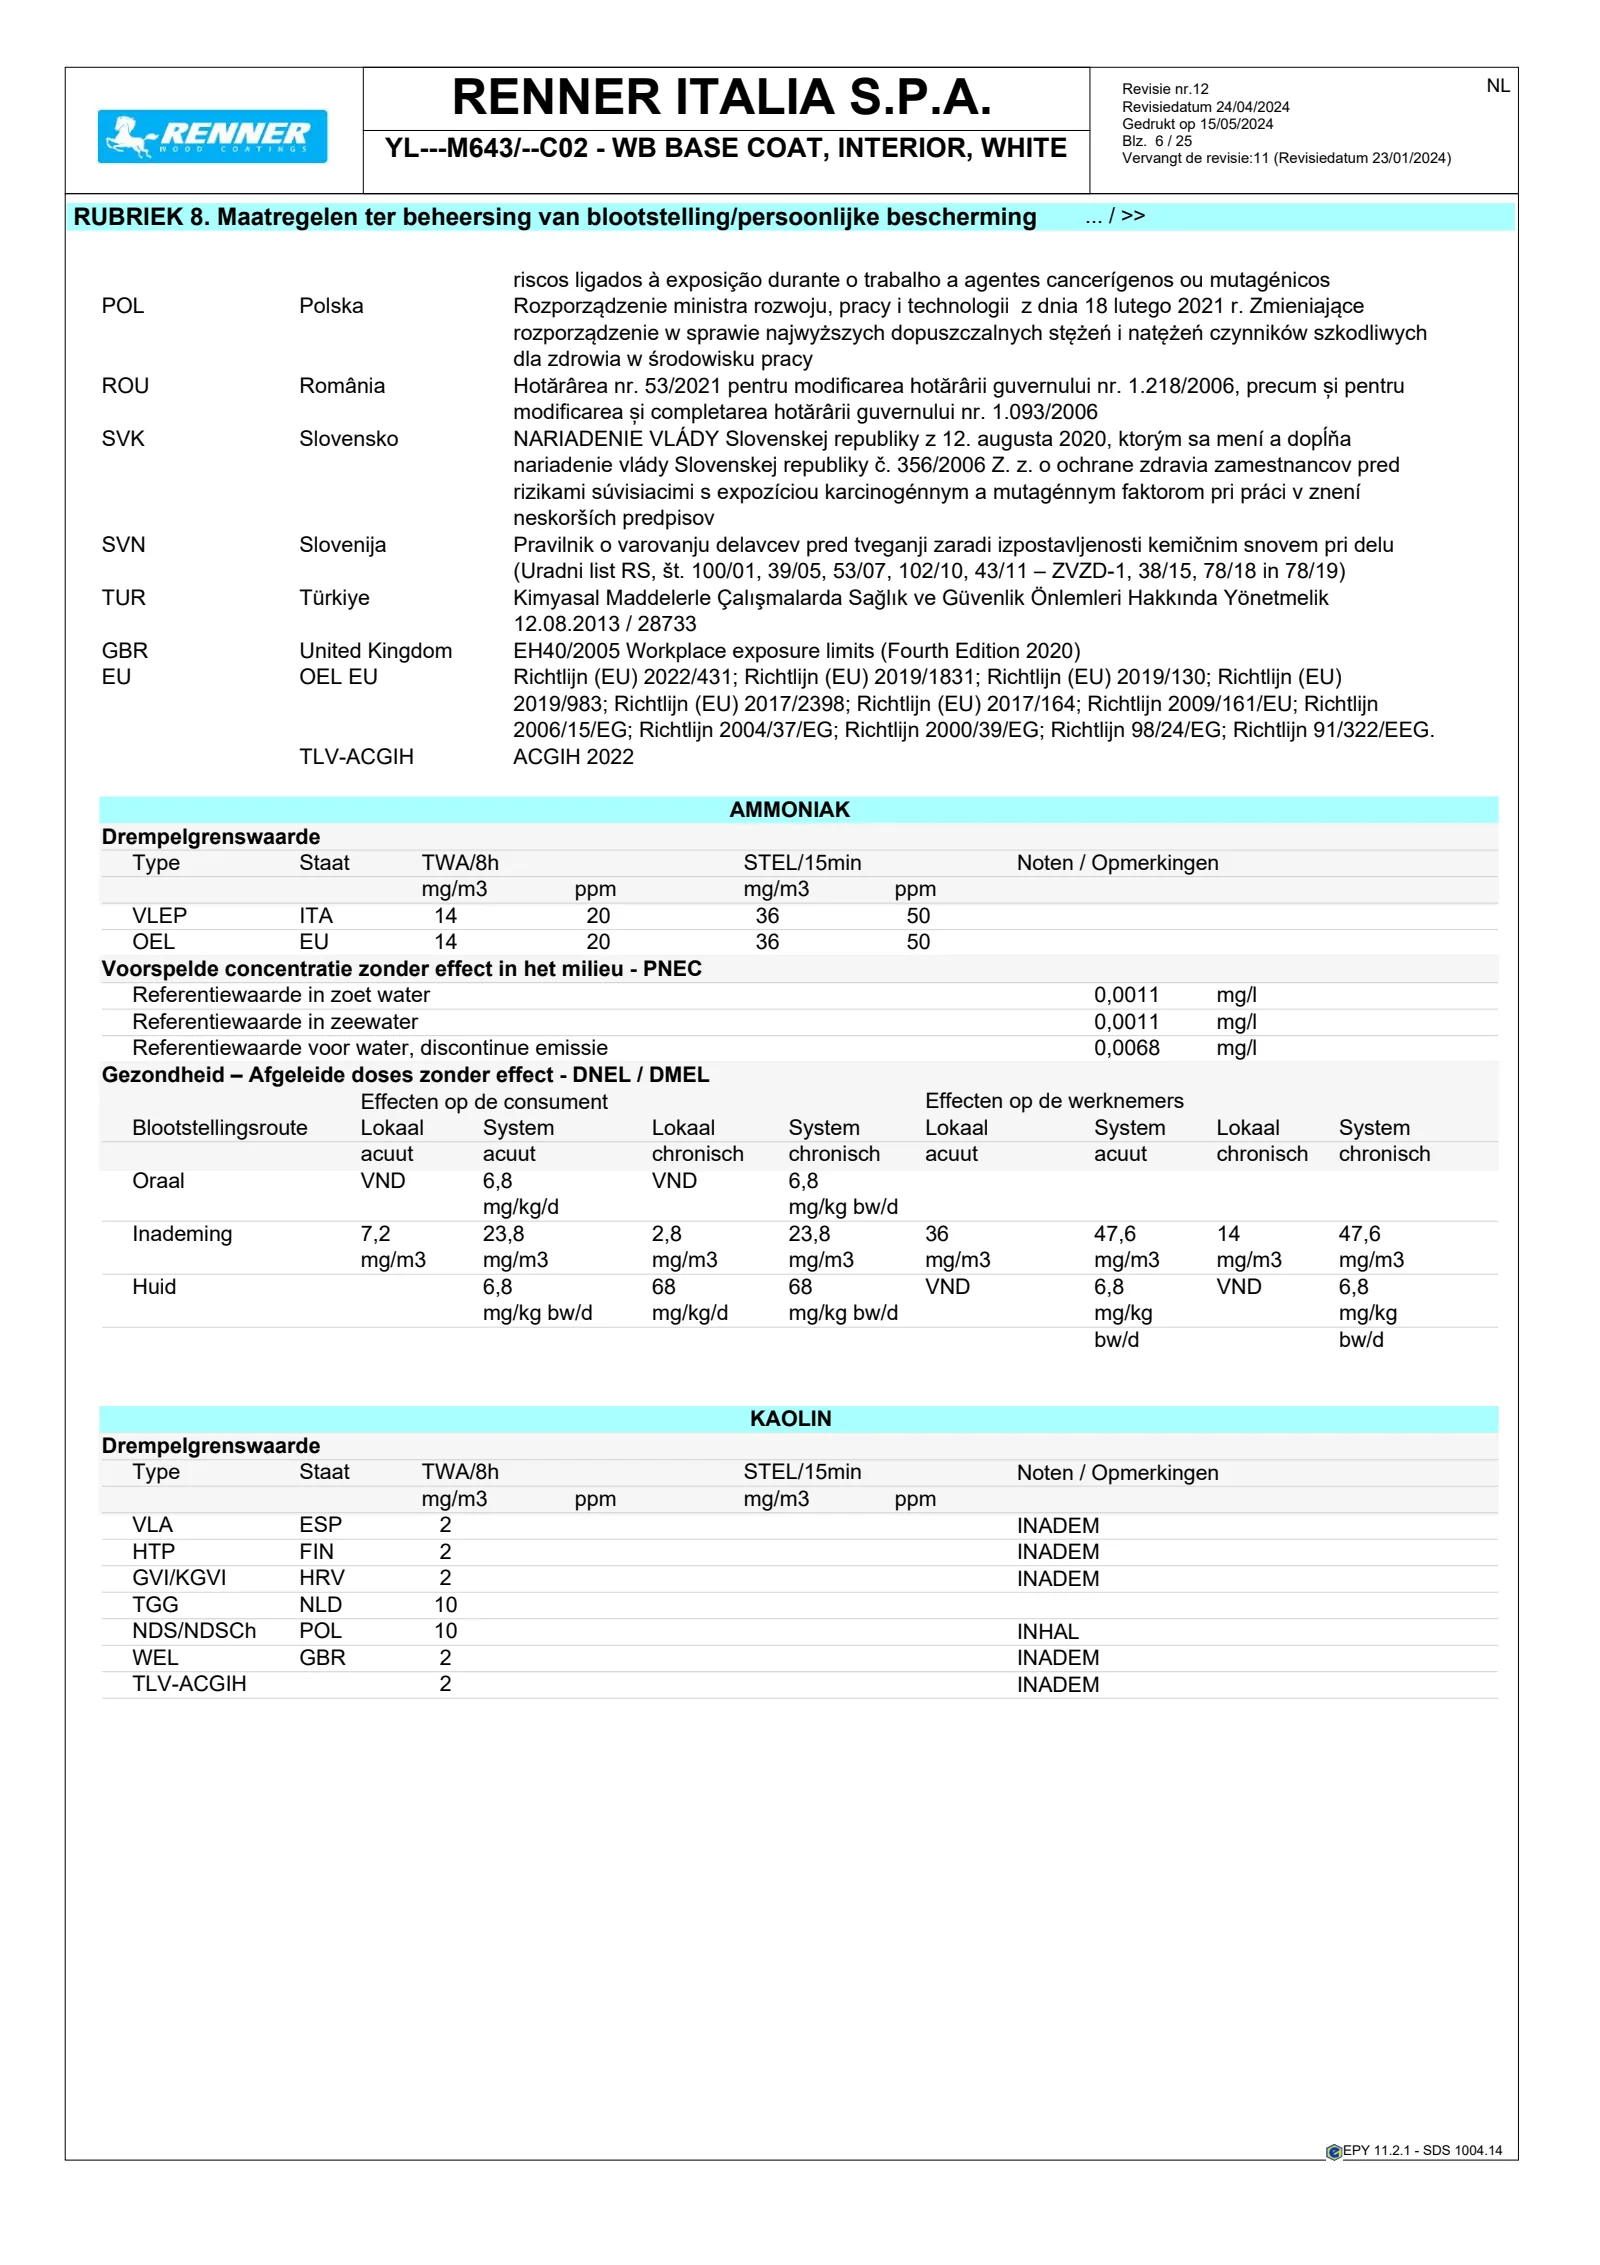 RENNER
WOOD COATINGS
RENNER ITALIA S.P.A.
YL---M643/--C02 - WB BASE COAT, INTERIOR, WHITE
Revisie nr.12
Revisiedatum 24/04/2024
Gedrukt op 15/05/2024
Blz. 6 / 25
Vervangt de revisie:11 (Revisiedatum 23/01/2024)
NL
RUBRIEK 8. Maatregelen ter beheersing van blootstelling/persoonlijke bescherming ... / >>
riscos ligados à exposição durante o trabalho a agentes cancerígenos ou mutagénicos
POL Polska Rozporządzenie ministra rozwoju, pracy i technologii z dnia 18 lutego 2021 r. Zmieniające
rozporządzenie w sprawie najwyższych dopuszczalnych stężeń i natężeń czynników szkodliwych
dla zdrowia w środowisku pracy
ROU România Hotărârea nr. 53/2021 pentru modificarea hotărârii guvernului nr. 1.218/2006, precum și pentru
modificarea și completarea hotărârii guvernului nr. 1.093/2006
SVK Slovensko NARIADENIE VLÁDY Slovenskej republiky z 12. augusta 2020, ktorým sa mení a dopĺňa
nariadenie vlády Slovenskej republiky č. 356/2006 Z. z. o ochrane zdravia zamestnancov pred
rizikami súvisiacimi s expozíciou karcinogénnym a mutagénnym faktorom pri práci v znení
neskorších predpisov
SVN Slovenija Pravilnik o varovanju delavcev pred tveganji zaradi izpostavljenosti kemičnim snovem pri delu
(Uradni list RS, št. 100/01, 39/05, 53/07, 102/10, 43/11 – ZVZD-1, 38/15, 78/18 in 78/19)
TUR Türkiye Kimyasal Maddelerle Çalışmalarda Sağlık ve Güvenlik Önlemleri Hakkında Yönetmelik
12.08.2013 / 28733
GBR United Kingdom EH40/2005 Workplace exposure limits (Fourth Edition 2020)
EU OEL EU Richtlijn (EU) 2022/431; Richtlijn (EU) 2019/1831; Richtlijn (EU) 2019/130; Richtlijn (EU)
2019/983; Richtlijn (EU) 2017/2398; Richtlijn (EU) 2017/164; Richtlijn 2009/161/EU; Richtlijn
2006/15/EG; Richtlijn 2004/37/EG; Richtlijn 2000/39/EG; Richtlijn 98/24/EG; Richtlijn 91/322/EEG.
TLV-ACGIH ACGIH 2022
AMMONIAK
Drempelgrenswaarde
Type Staat TWA/8h STEL/15min Noten / Opmerkingen
mg/m3 ppm mg/m3 ppm
VLEP ITA 14 20 36 50
OEL EU 14 20 36 50
Voorspelde concentratie zonder effect in het milieu - PNEC
Referentiewaarde in zoet water 0,0011 mg/l
Referentiewaarde in zeewater 0,0011 mg/l
Referentiewaarde voor water, discontinue emissie 0,0068 mg/l
Gezondheid – Afgeleide doses zonder effect - DNEL / DMEL
Effecten op de consument Effecten op de werknemers
Blootstellingsroute Lokaal System Lokaal System Lokaal System Lokaal System
acuut acuut chronisch chronisch acuut acuut chronisch chronisch
Oraal VND 6,8 VND 6,8
mg/kg/d mg/kg bw/d
Inademing 7,2 23,8 2,8 23,8 36 47,6 14 47,6
mg/m3 mg/m3 mg/m3 mg/m3 mg/m3 mg/m3 mg/m3 mg/m3
Huid 6,8 68 68 VND 6,8 VND 6,8
mg/kg bw/d mg/kg/d mg/kg bw/d mg/kg mg/kg
bw/d bw/d
KAOLIN
Drempelgrenswaarde
Type Staat TWA/8h STEL/15min Noten / Opmerkingen
mg/m3 ppm mg/m3 ppm
VLA ESP 2 INADEM
HTP FIN 2 INADEM
GVI/KGVI HRV 2 INADEM
TGG NLD 10
NDS/NDSCh POL 10 INHAL
WEL GBR 2 INADEM
TLV-ACGIH 2 INADEM
EPY 11.2.1 - SDS 1004.14